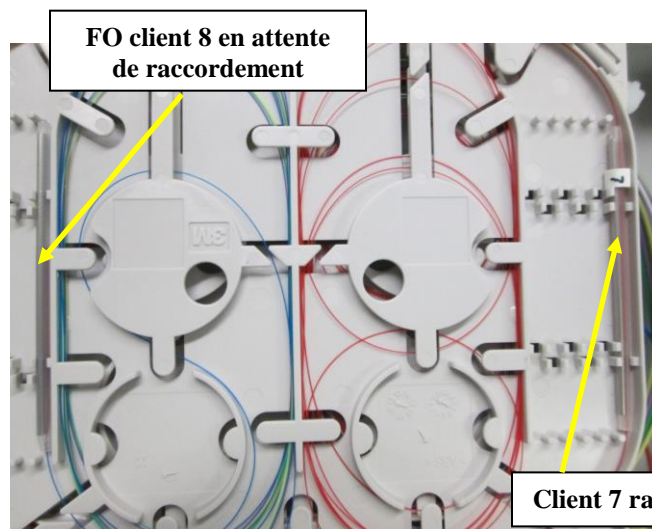 FO client 8 en attente
de raccordement
7
3M
Client 7 ra